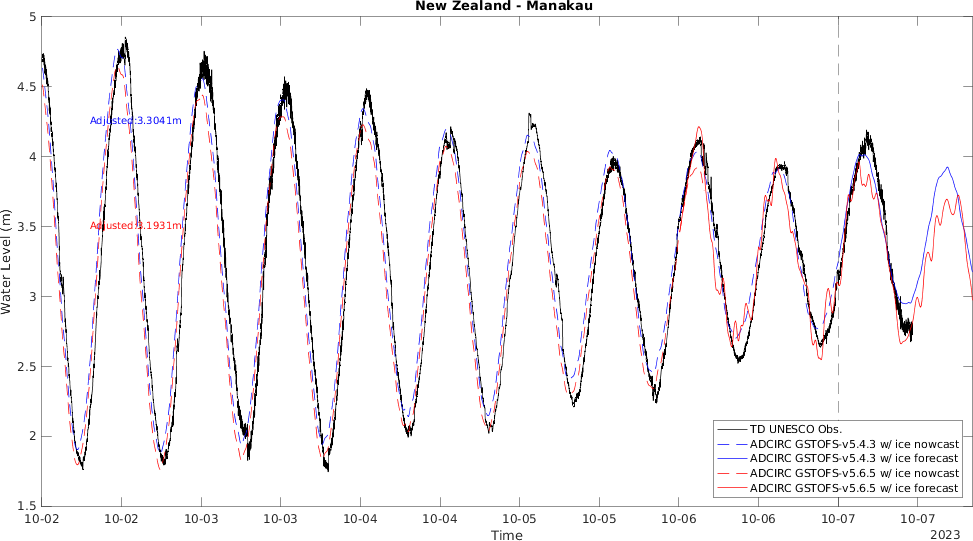 New Zealand - Manakau
5
4.5
4
3.5
3
2.5
2
1.5
Water Level (m)
Adjusted:3.3041m
Adjusted:3.1931m
TD UNESCO Obs.
ADCIRC GSTOFS-v5.4.3 w/ ice nowcast
ADCIRC GSTOFS-v5.4.3 w/ ice forecast
ADCIRC GSTOFS-v5.6.5 w/ ice nowcast
ADCIRC GSTOFS-v5.6.5 w/ ice forecast
10-02 10-02 10-03 10-03 10-04 10-04 10-05 10-05 10-06 10-06 10-07 10-07
Time
2023